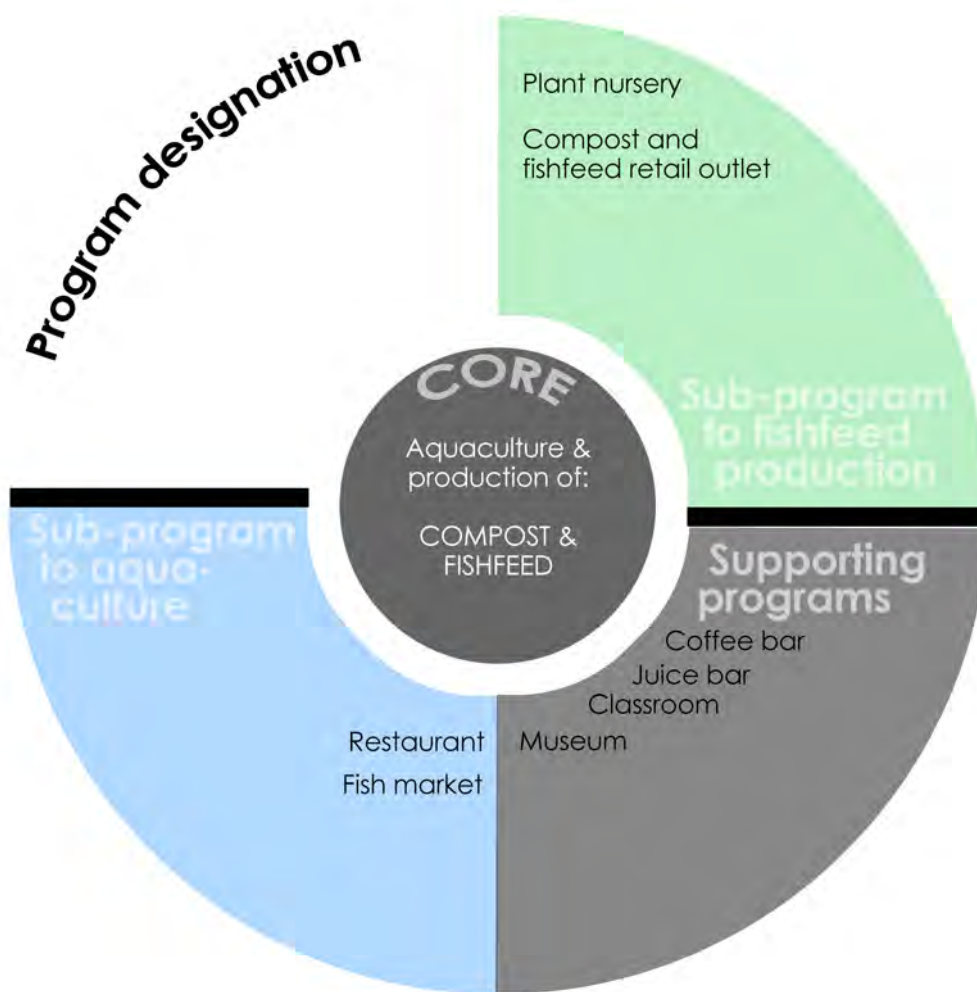 Program designation
Plant nursery
Compost and
fishfeed retail outlet
Sub-program
to fishfeed
production
CORE
Aquaculture &
production of:
COMPOST &
FISHFEED
Sub-program
to aqua-
culture
Restaurant
Fish market
Supporting
programs
Coffee bar
Juice bar
Classroom
Museum